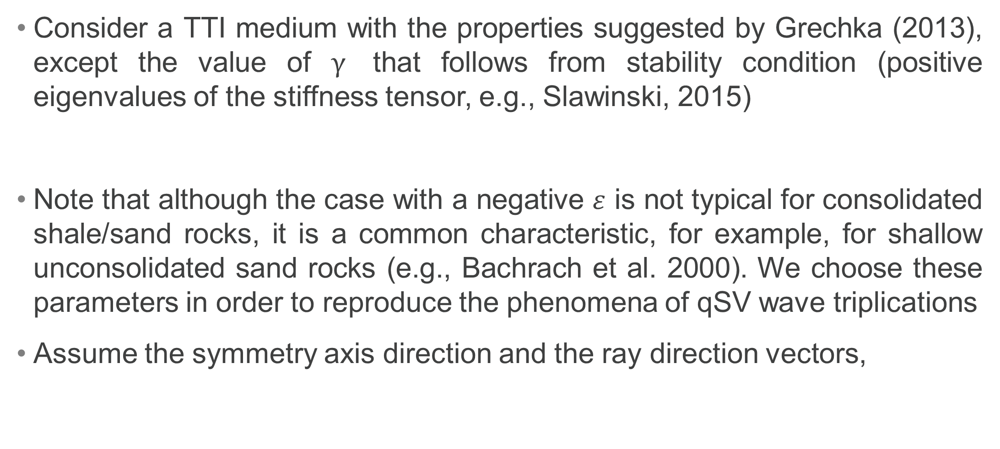 • Consider a TTI medium with the properties suggested by Grechka (2013),
except the value of γ that follows from stability condition (positive
eigenvalues of the stiffness tensor, e.g., Slawinski, 2015)
• Note that although the case with a negative ε is not typical for consolidated
shale/sand rocks, it is a common characteristic, for example, for shallow
unconsolidated sand rocks (e.g., Bachrach et al. 2000). We choose these
parameters in order to reproduce the phenomena of qSV wave triplications
• Assume the symmetry axis direction and the ray direction vectors,